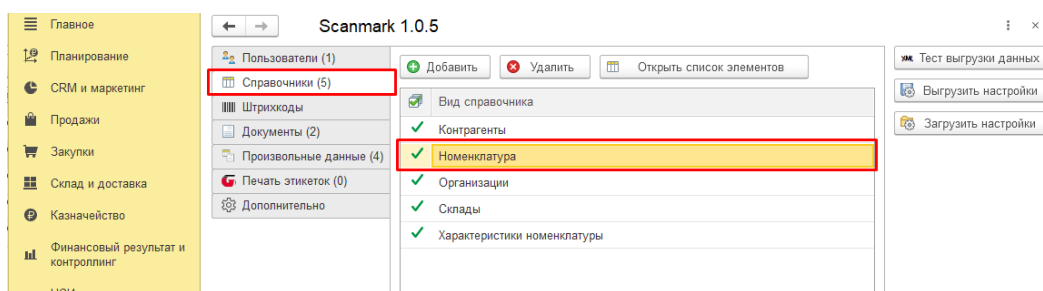 Главное
Планирование
CRM и маркетинг
Продажи
Закупки
Склад и доставка
Казначейство
Финансовый результат и
контроллинг
Scanmark 1.0.5
Пользователи (1)
Справочники (5)
Штрихкоды
Документы (2)
Произвольные данные (4)
Печать этикеток (0)
Дополнительно
Добавить Удалить Открыть список элементов
Вид справочника
Контрагенты
Номенклатура
Организации
Склады
Характеристики номенклатуры
XML Тест выгрузки данных
Выгрузить настройки
Загрузить настройки